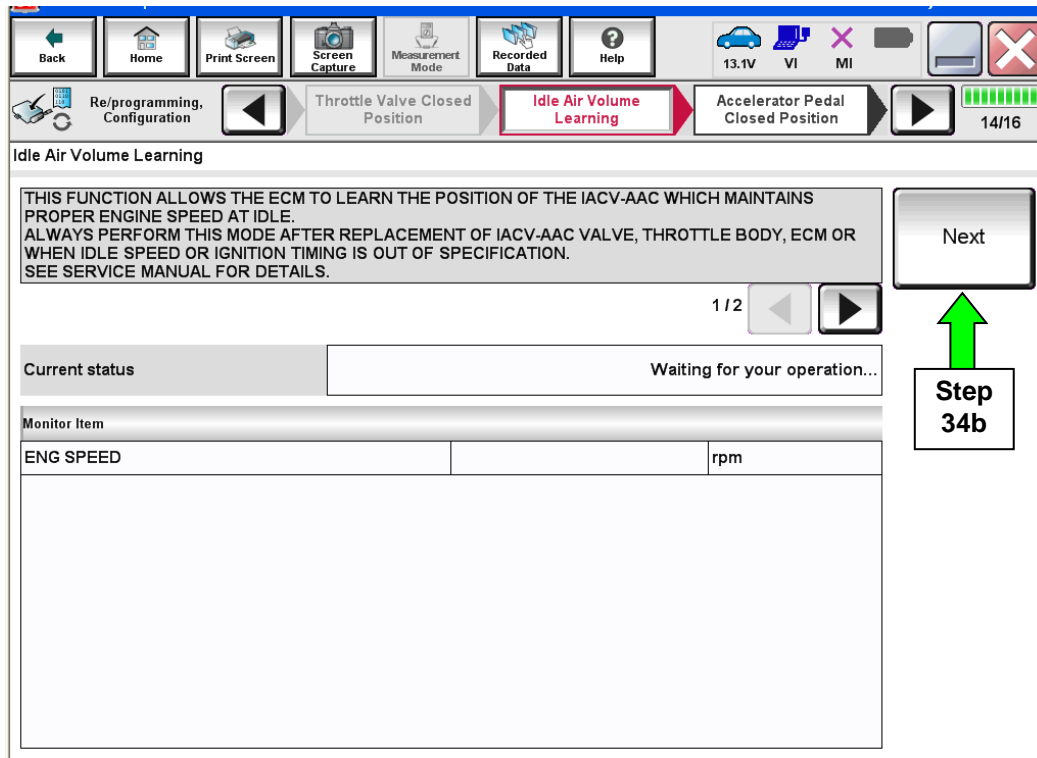 Back
Home
Print Screen
Screen
Capture
Measurement
Mode
Recorded
Data
Help
13.1V
VI
MI
Re/programming,
Configuration
Throttle Valve Closed
Position
Idle Air Volume
Learning
Accelerator Pedal
Closed Position
14/16
Idle Air Volume Learning
THIS FUNCTION ALLOWS THE ECM TO LEARN THE POSITION OF THE IACV-AAC WHICH MAINTAINS
PROPER ENGINE SPEED AT IDLE.
ALWAYS PERFORM THIS MODE AFTER REPLACEMENT OF IACV-AAC VALVE, THROTTLE BODY, ECM OR
WHEN IDLE SPEED OR IGNITION TIMING IS OUT OF SPECIFICATION.
SEE SERVICE MANUAL FOR DETAILS.
Next
1/2
Current status
Waiting for your operation...
Step
34b
Monitor Item
ENG SPEED
rpm